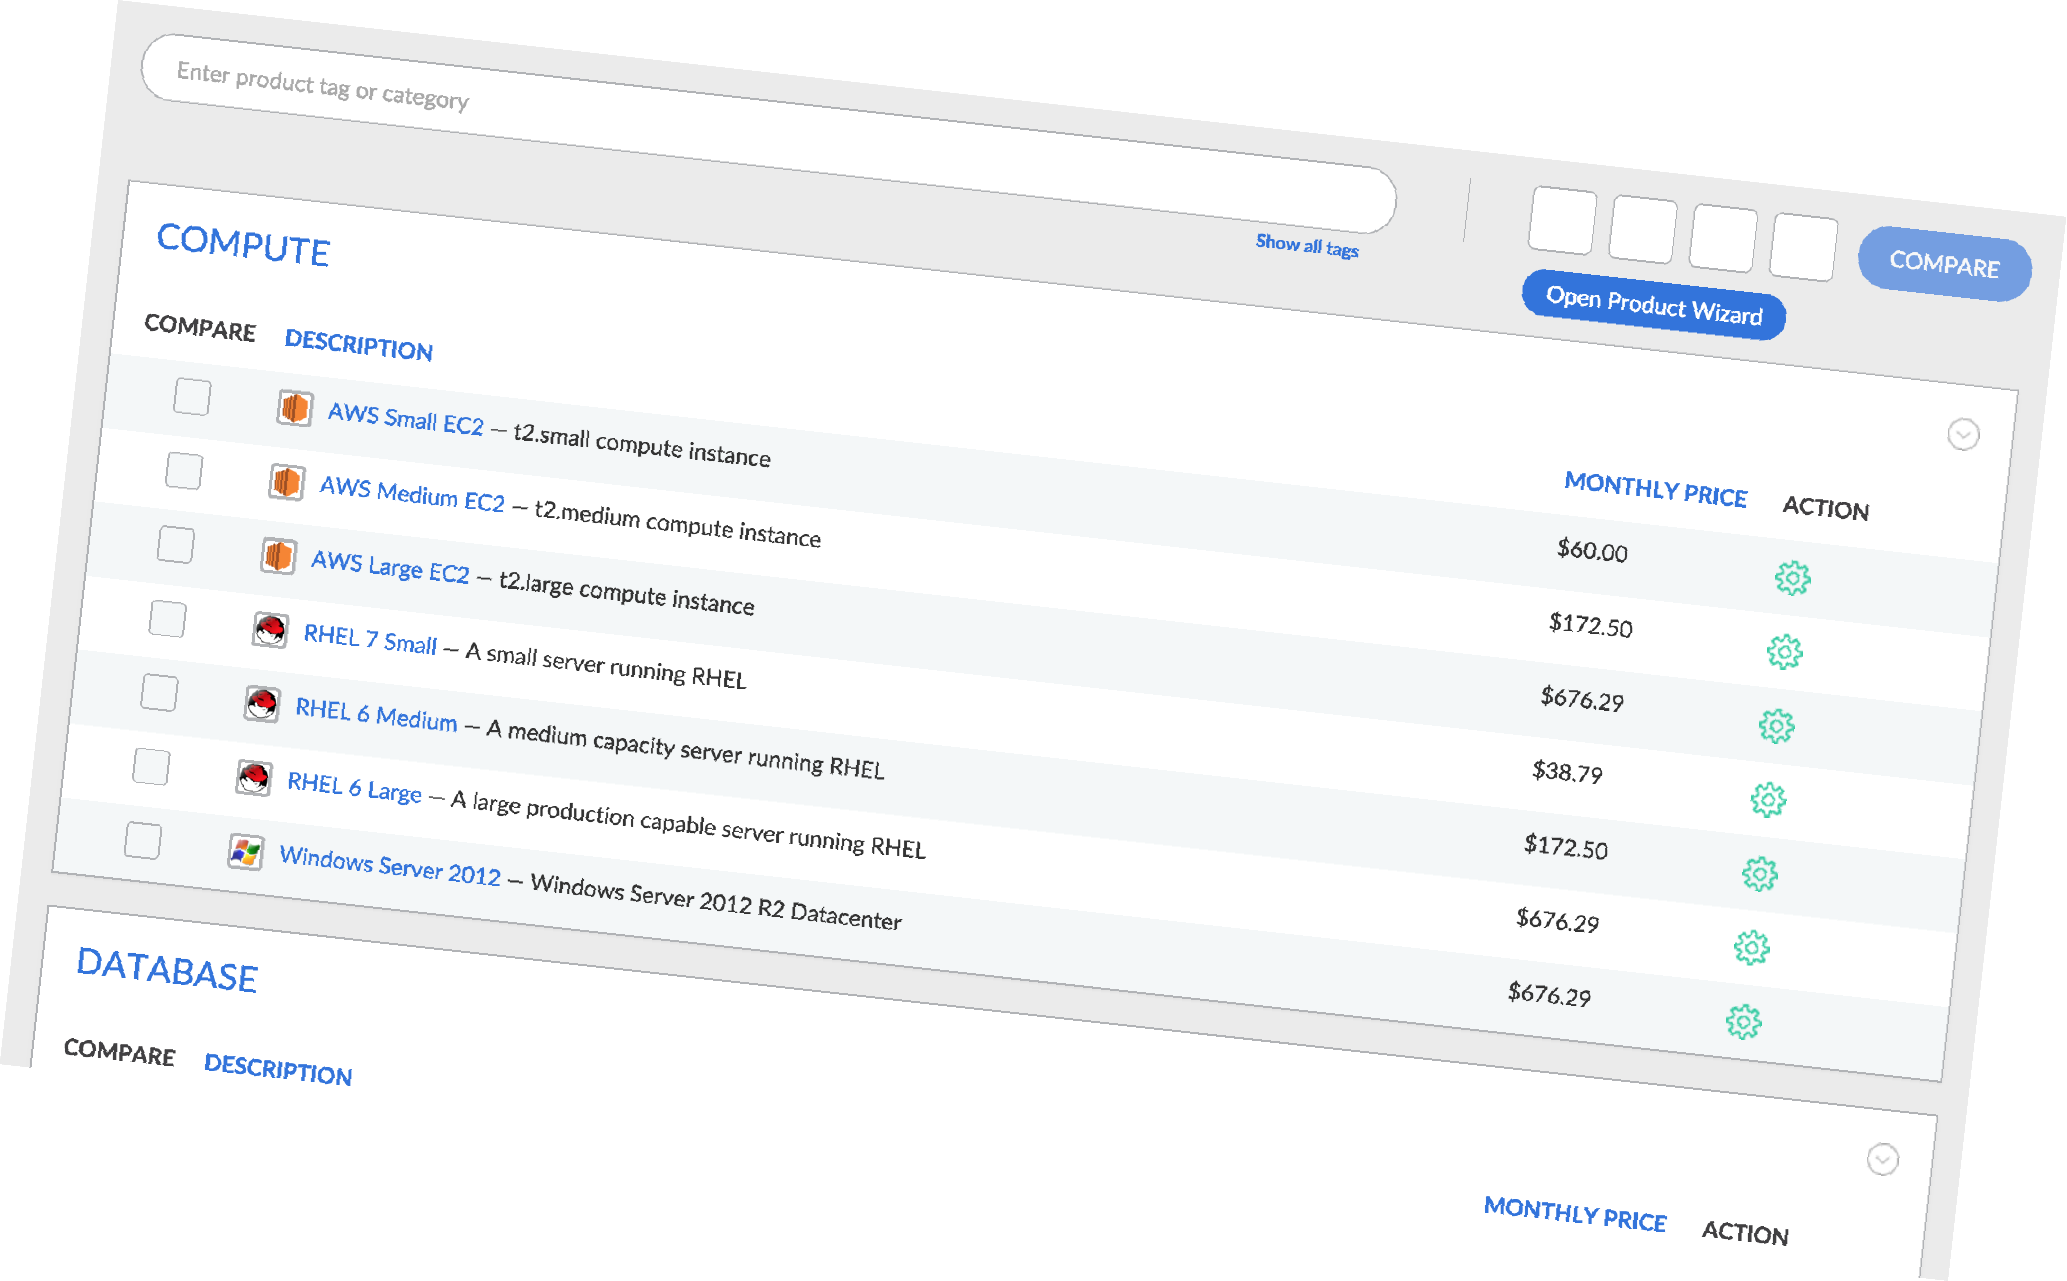 Enter product tag or category
Show all tags
COMPARE
Open Product Wizard
COMPUTE
COMPARE DESCRIPTION MONTHLY PRICE ACTION
AWS Small EC2 – t2.small compute instance $60.00
AWS Medium EC2 – t2.medium compute instance $172.50
AWS Large EC2 – t2.large compute instance $676.29
RHEL 7 Small – A small server running RHEL $38.79
RHEL 6 Medium – A medium capacity server running RHEL $172.50
RHEL 6 Large – A large production capable server running RHEL $676.29
Windows Server 2012 – Windows Server 2012 R2 Datacenter $676.29
DATABASE
COMPARE DESCRIPTION MONTHLY PRICE ACTION